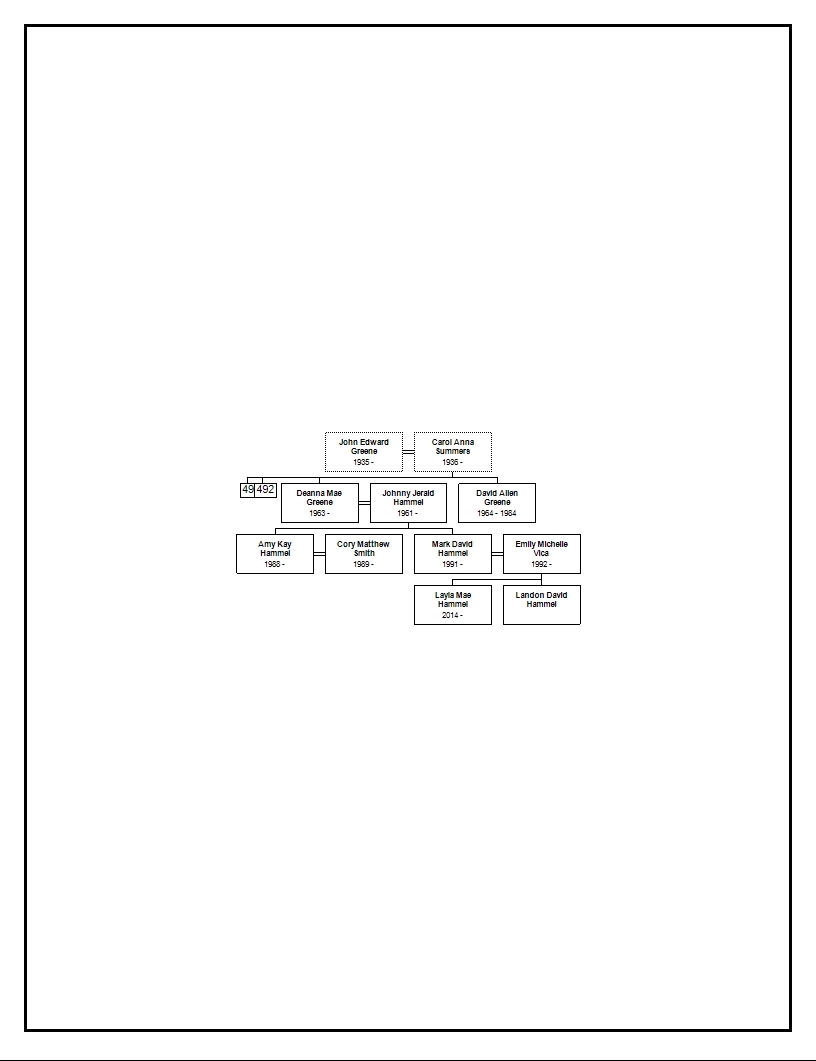 John Edward
Greene
1935 -
Carol Anna
Summers
1936 -
49 492
Deanna Mae
Greene
1963 -
Johnny Jerald
Hammel
1961 -
David Allen
Greene
1964 - 1984
Amy Kay
Hammel
1988 -
Cory Matthew
Smith
1989 -
Mark David
Hammel
1991 -
Emily Michelle
Vica
1992 -
Layla Mae
Hammel
2014 -
Landon David
Hammel